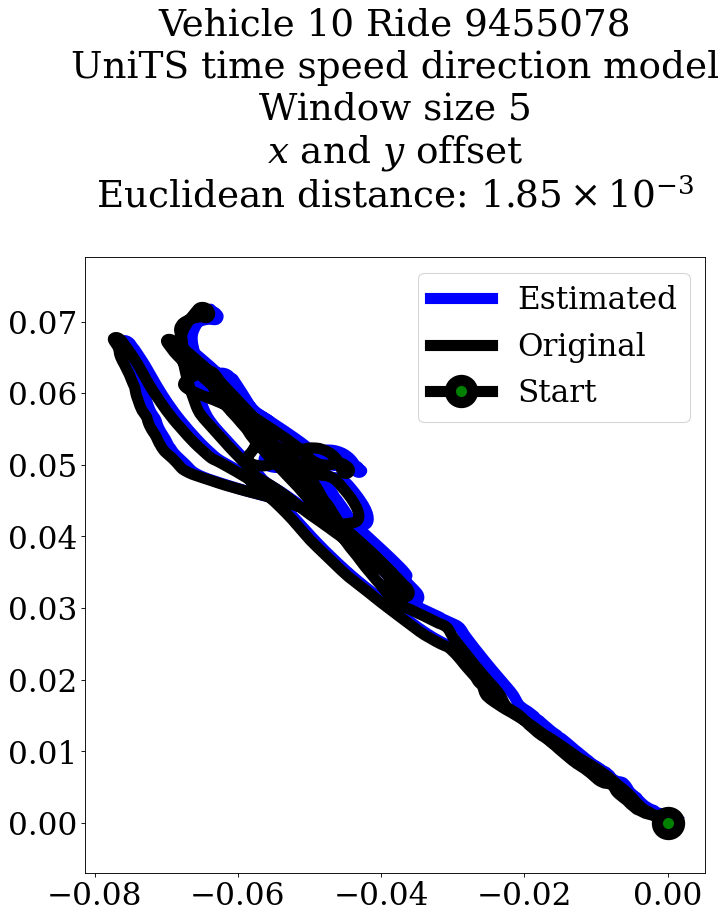 Vehicle 10 Ride 9455078
UniTS time speed direction model
Window size 5
x and y offset
Euclidean distance: 1.85 × 10⁻³
Estimated
Original
Start
0.07
0.06
0.05
0.04
0.03
0.02
0.01
0.00
−0.08 −0.06 −0.04 −0.02 0.00